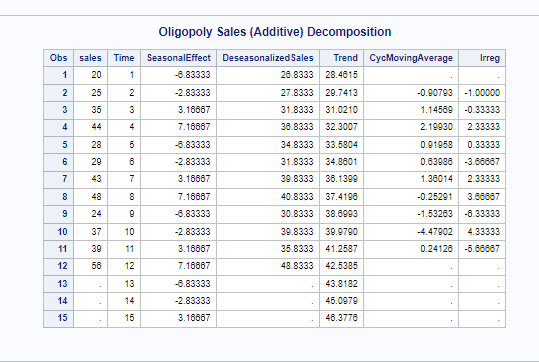 Oligopoly Sales (Additive) Decomposition
Obs sales Time SeasonalEffect DeseasonalizedSales Trend CycMovingAverage Irreg
1 20 1 -6.83333 26.8333 28.4615 . .
2 25 2 -2.83333 27.8333 29.7413 -0.90793 -1.00000
3 35 3 3.16667 31.8333 31.0210 1.14569 -0.33333
4 44 4 7.16667 36.8333 32.3007 2.19930 2.33333
5 28 5 -6.83333 34.8333 33.5804 0.91958 0.33333
6 29 6 -2.83333 31.8333 34.8601 0.63986 -3.66667
7 43 7 3.16667 39.8333 36.1399 1.36014 2.33333
8 48 8 7.16667 40.8333 37.4196 -0.25291 3.66667
9 24 9 -6.83333 30.8333 38.6993 -1.53263 -6.33333
10 37 10 -2.83333 39.8333 39.9790 -4.47902 4.33333
11 39 11 3.16667 35.8333 41.2587 0.24126 -5.66667
12 56 12 7.16667 48.8333 42.5385 . .
13 . 13 -6.83333 . 43.8182 . .
14 . 14 -2.83333 . 45.0979 . .
15 . 15 3.16667 . 46.3776 . .